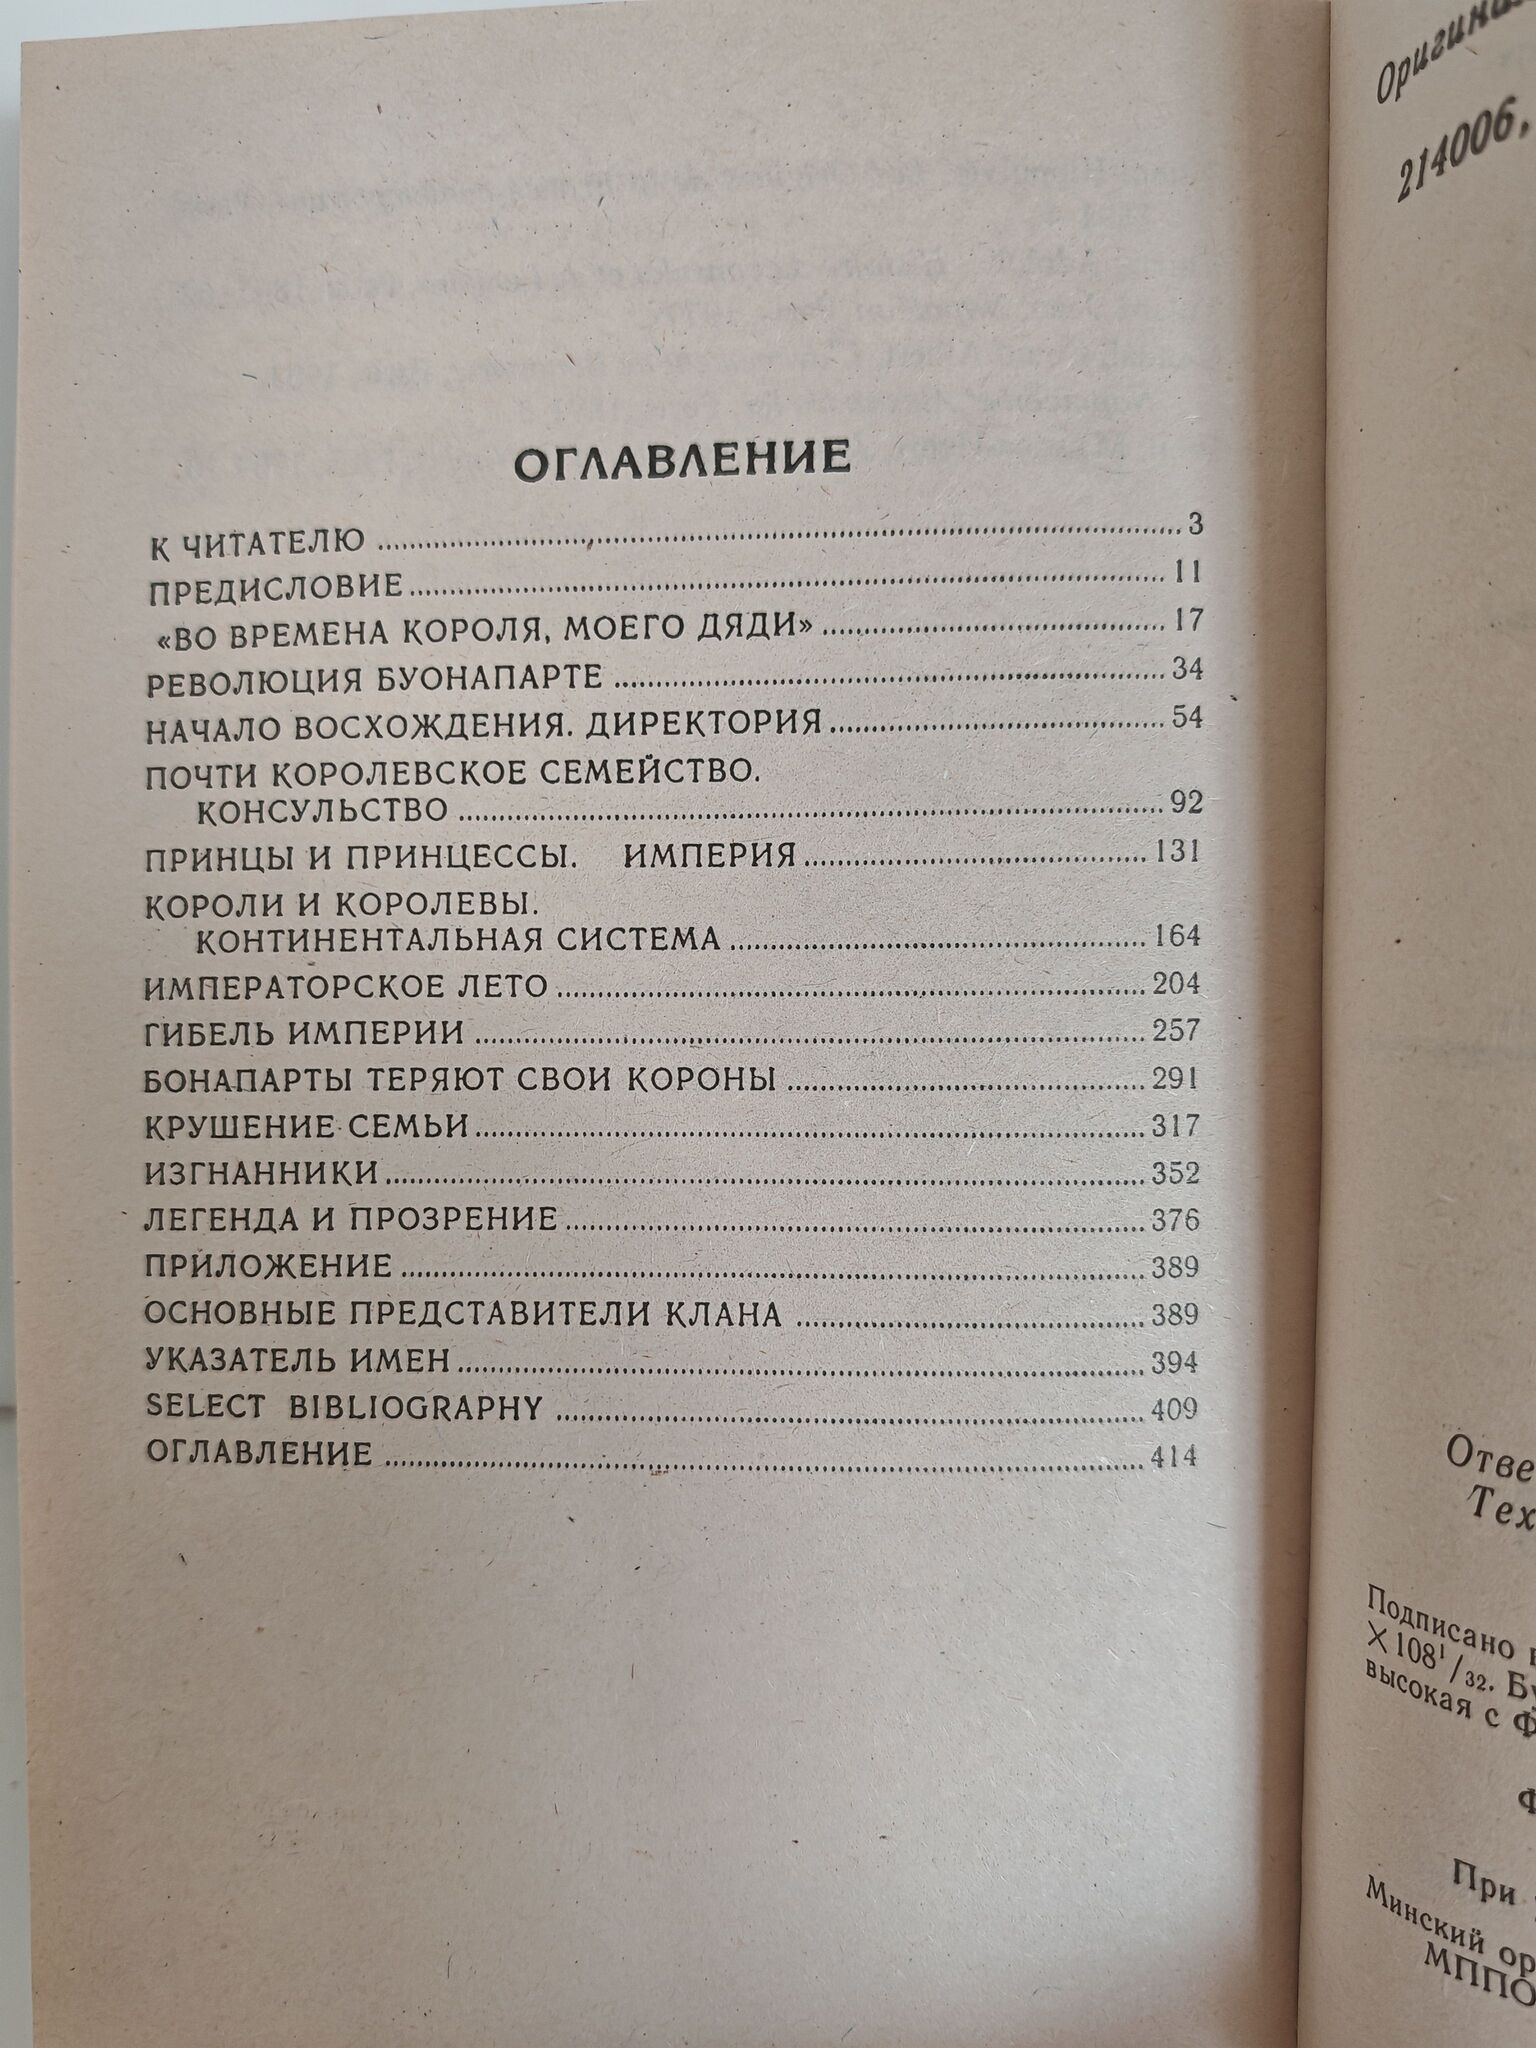 ОГЛАВЛЕНИЕ
К ЧИТАТЕЛЮ 3
ПРЕДИСЛОВИЕ 11
«ВО ВРЕМЕНА КОРОЛЯ, МОЕГО ДЯДИ» 17
РЕВОЛЮЦИЯ БУОНАПАРТЕ 34
НАЧАЛО ВОСХОЖДЕНИЯ. ДИРЕКТОРИЯ 54
ПОЧТИ КОРОЛЕВСКОЕ СЕМЕЙСТВО.
КОНСУЛЬСТВО 92
ПРИНЦЫ И ПРИНЦЕССЫ. ИМПЕРИЯ 131
КОРОЛИ И КОРОЛЕВЫ.
КОНТИНЕНТАЛЬНАЯ СИСТЕМА 164
ИМПЕРАТОРСКОЕ ЛЕТО 204
ГИБЕЛЬ ИМПЕРИИ 257
БОНАПАРТЫ ТЕРЯЮТ СВОИ КОРОНЫ 291
КРУШЕНИЕ СЕМЬИ 317
ИЗГНАННИКИ 352
ЛЕГЕНДА И ПРОЗРЕНИЕ 376
ПРИЛОЖЕНИЕ 389
ОСНОВНЫЕ ПРЕДСТАВИТЕЛИ КЛАНА 389
УКАЗАТЕЛЬ ИМЕН 394
SELECT BIBLIOGRAPHY 409
ОГЛАВЛЕНИЕ 414
214006,
Отве
Тех
Подписано
X 108 1/32.
высокая с Ф
При
Минский ор
МППО